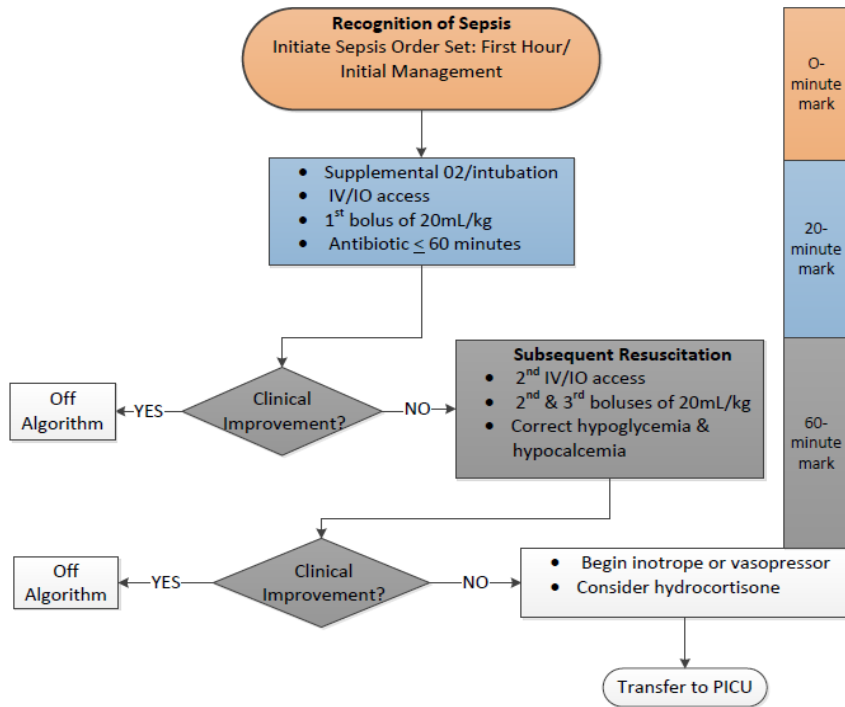 Recognition of Sepsis
Initiate Sepsis Order Set: First Hour/
Initial Management
O-
minute
mark
• Supplemental 02/intubation
• IV/IO access
• 1st bolus of 20mL/kg
• Antibiotic ≤ 60 minutes
20-
minute
mark
Clinical
Improvement?
YES
Off
Algorithm
NO
Subsequent Resuscitation
• 2nd IV/IO access
• 2nd & 3rd boluses of 20mL/kg
• Correct hypoglycemia &
hypocalcemia
60-
minute
mark
Clinical
Improvement?
YES
Off
Algorithm
NO
• Begin inotrope or vasopressor
• Consider hydrocortisone
Transfer to PICU